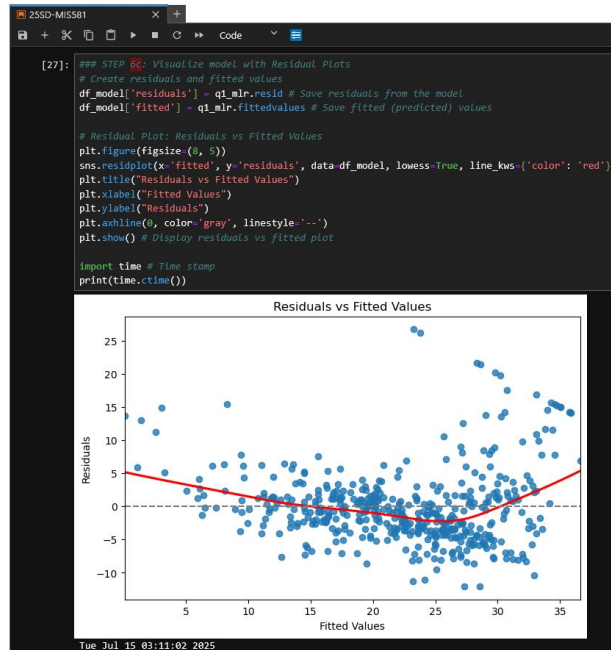 25SD-MIS581
Code
[27]:
### STEP 6c: Visualize model with Residual Plots
# Create residuals and fitted values
df_model['residuals'] = q1_mlr.resid # Save residuals from the model
df_model['fitted'] = q1_mlr.fittedvalues # Save fitted (predicted) values
# Residual Plot: Residuals vs Fitted Values
plt.figure(figsize=(8, 5))
sns.residplot(x='fitted', y='residuals', data=df_model, lowess=True, line_kws={'color': 'red'}
plt.title("Residuals vs Fitted Values")
plt.xlabel("Fitted Values")
plt.ylabel("Residuals")
plt.axhline(0, color='gray', linestyle='--')
plt.show() # Display residuals vs fitted plot
import time # Time stamp
print(time.ctime())
Residuals vs Fitted Values
25
20
15
10
5
0
−5
−10
Residuals
5 10 15 20 25 30 35
Fitted Values
Tue Jul 15 03:11:02 2025